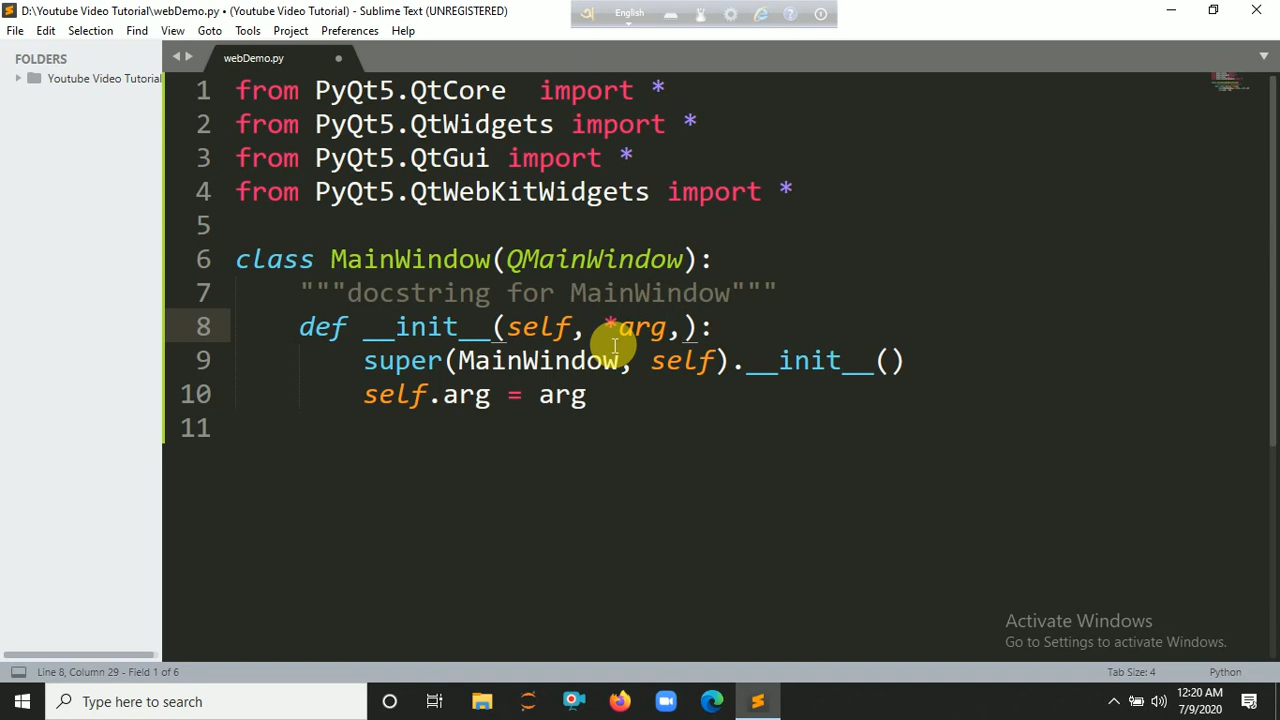 D:\Youtube Video Tutorial\webDemo.py • (Youtube Video Tutorial) - Sublime Text (UNREGISTERED)
অ English
File Edit Selection Find View Goto Tools Project Preferences Help
FOLDERS
Youtube Video Tutorial
webDemo.py
1 from PyQt5.QtCore  import *
2 from PyQt5.QtWidgets import *
3 from PyQt5.QtGui import *
4 from PyQt5.QtWebKitWidgets import *
5
6 class MainWindow(QMainWindow):
7     """docstring for MainWindow"""
8     def __init__(self, *arg,):
9         super(MainWindow, self).__init__()
10         self.arg = arg
11
Activate Windows
Go to Settings to activate Windows.
Line 8, Column 29 - Field 1 of 6
Tab Size: 4
Python
Type here to search
12:20 AM
7/9/2020